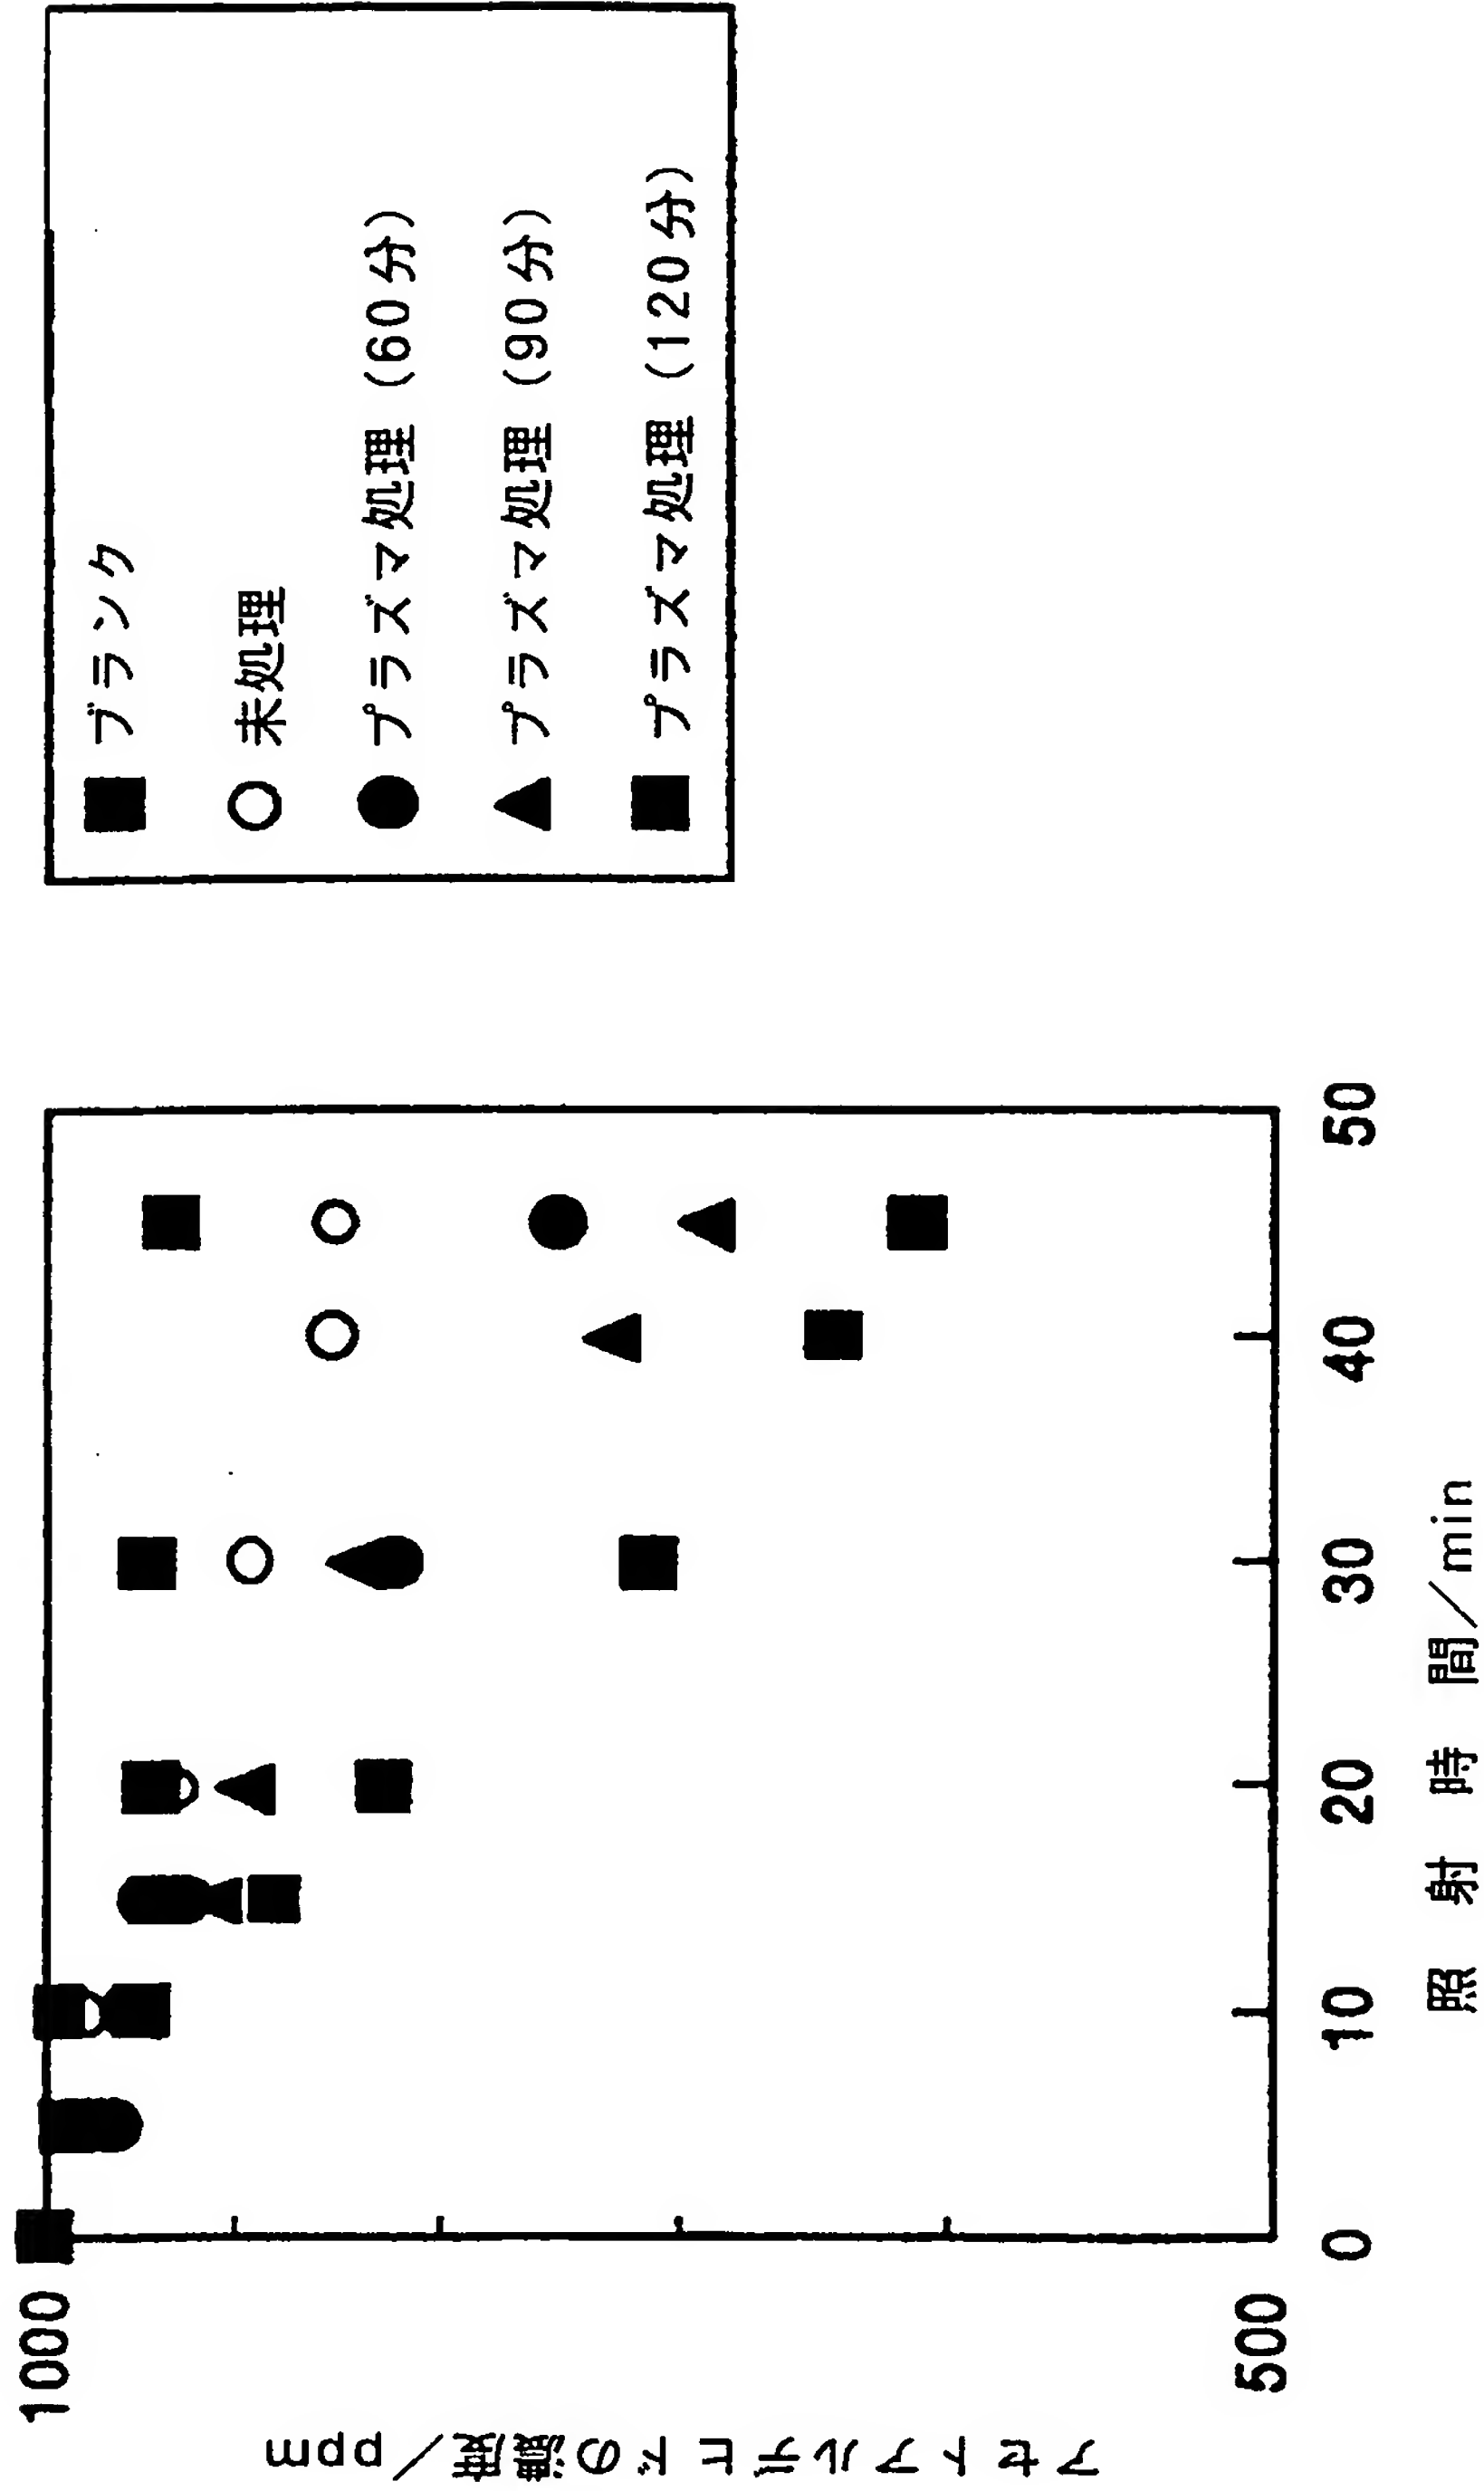 アセトアルデヒドの濃度/ppm
1000
500
0
10
20
30
40
50
照射時間/min
ブランク
未処理
プラズマ処理 (60分)
プラズマ処理 (90分)
プラズマ処理 (120分)